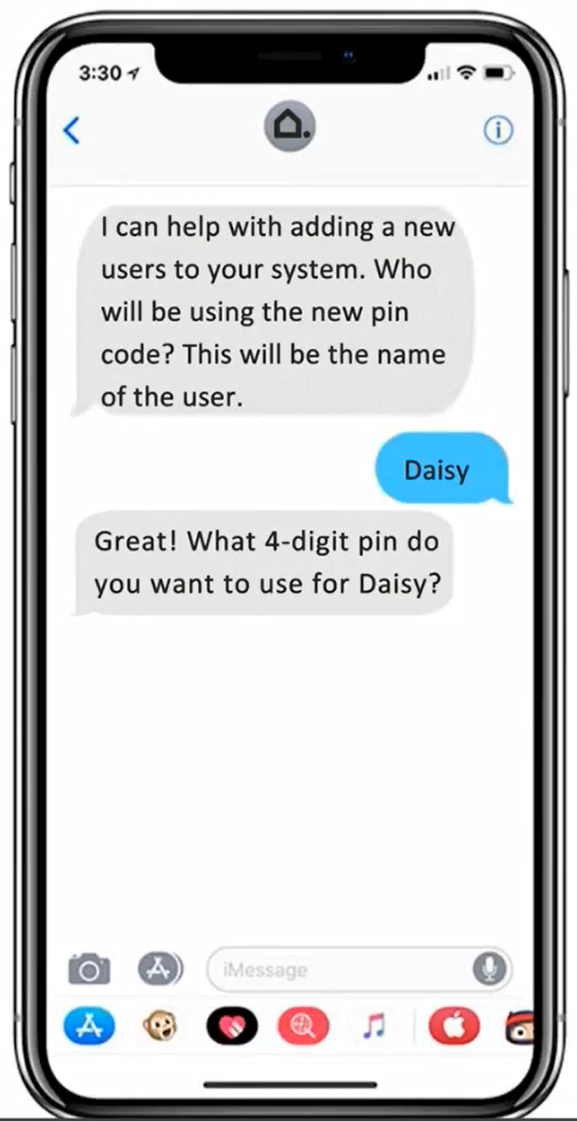 3:30
I can help with adding a new
users to your system. Who
will be using the new pin
code? This will be the name
of the user.
Daisy
Great! What 4-digit pin do
you want to use for Daisy?
iMessage